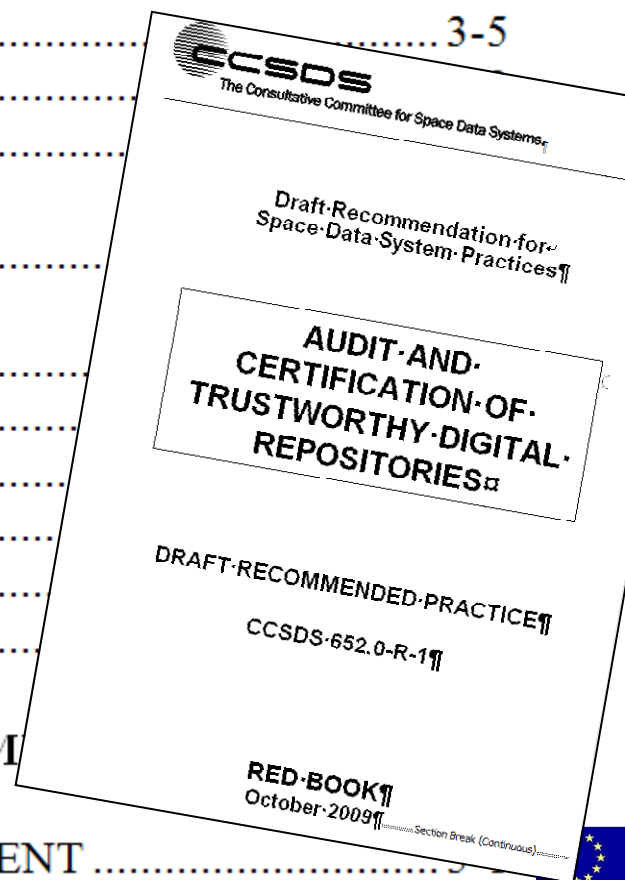 3-5
CCSDS
The Consultative Committee for Space Data Systems¶
Draft·Recommendation·for↵
Space·Data·System·Practices¶
AUDIT·AND·
CERTIFICATION·OF·
TRUSTWORTHY·DIGITAL·
REPOSITORIES¤
DRAFT·RECOMMENDED·PRACTICE¶
CCSDS·652.0-R-1¶
RED·BOOK¶
October·2009¶
Section Break (Continuous)
ENT